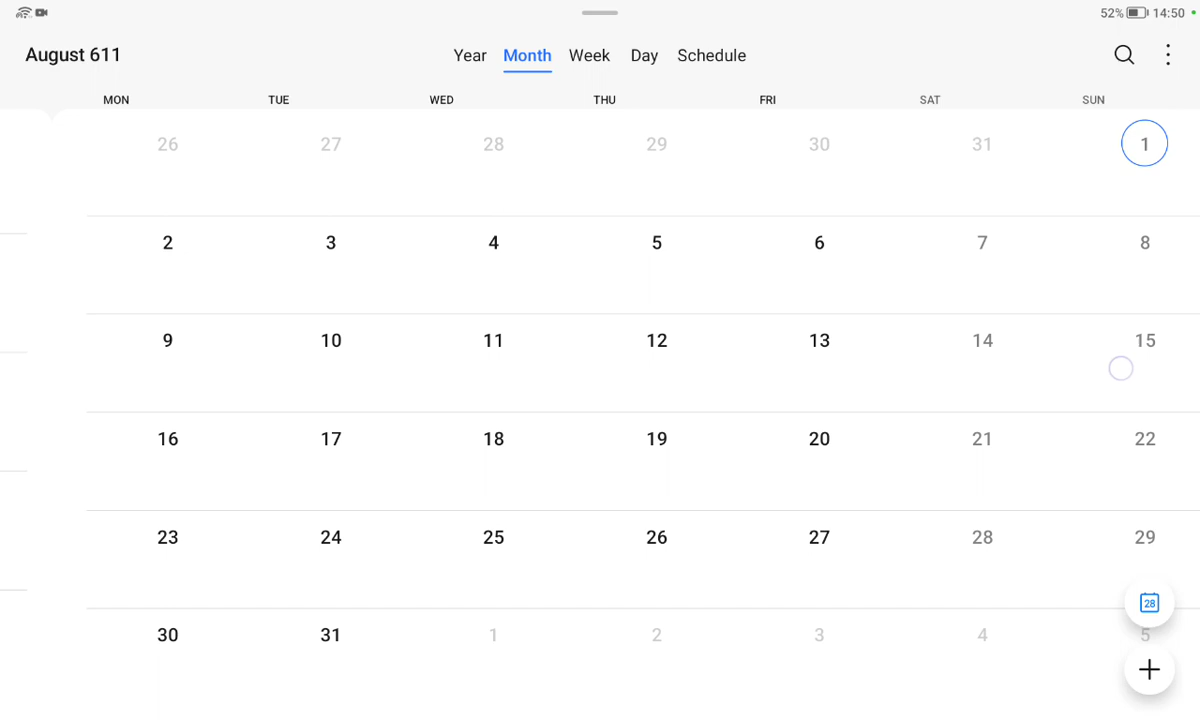 52% 14:50
August 611 Year Month Week Day Schedule
MON TUE WED THU FRI SAT SUN
26 27 28 29 30 31 1
2 3 4 5 6 7 8
9 10 11 12 13 14 15
16 17 18 19 20 21 22
23 24 25 26 27 28 29
28
30 31 1 2 3 4 5